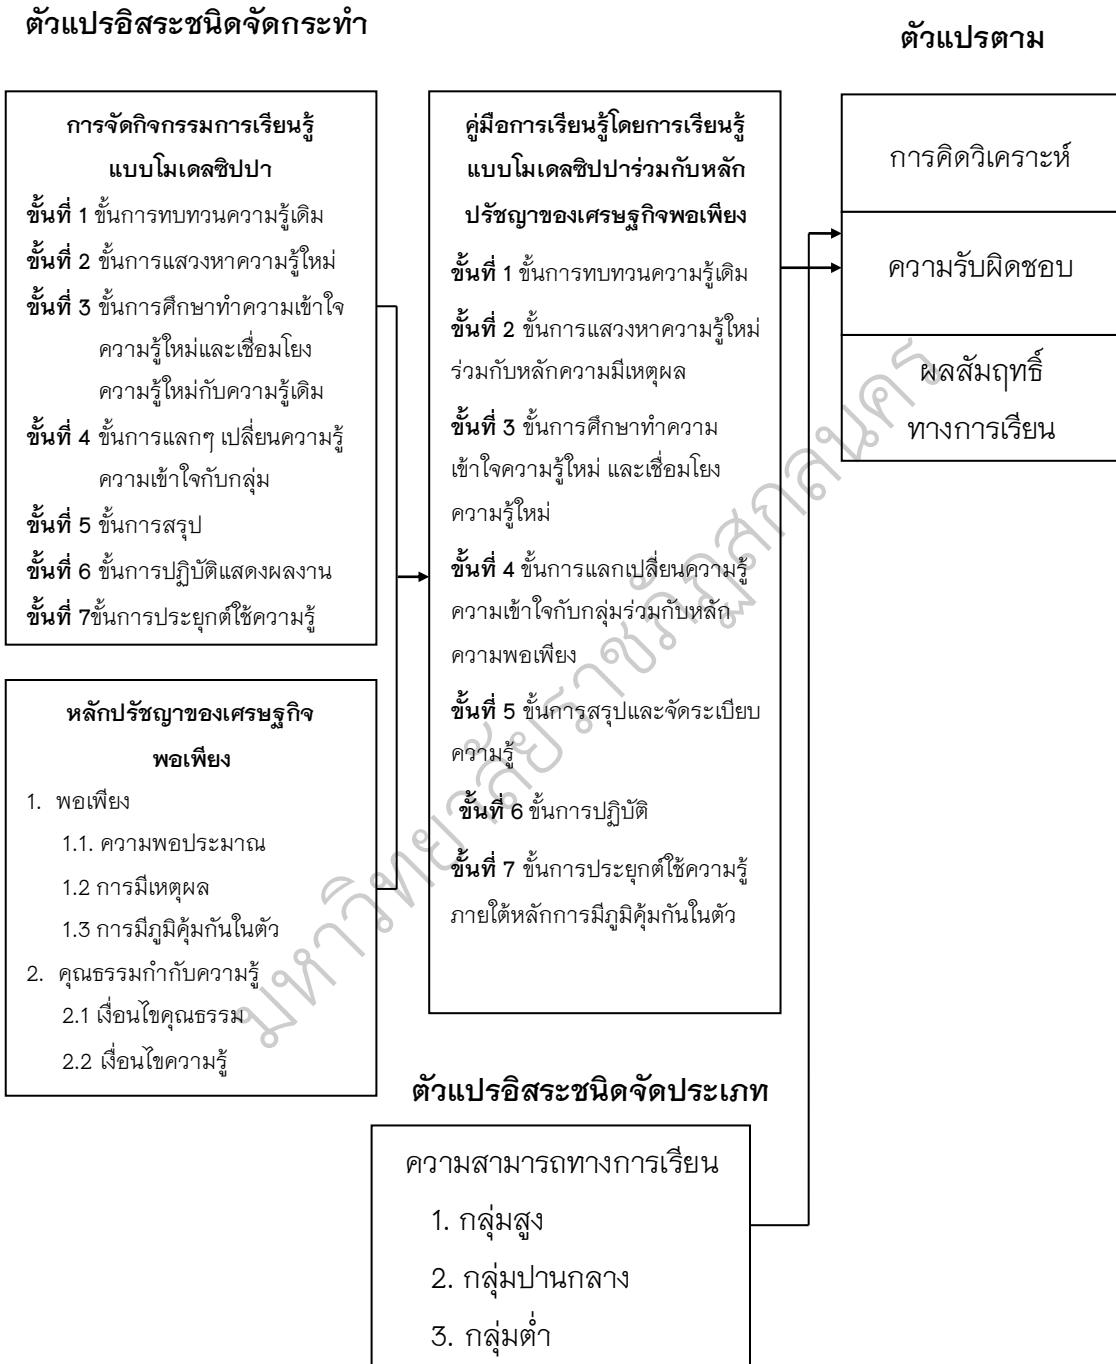 ตัวแปรอิสระชนิดจัดกระทำ
ตัวแปรตาม
การจัดกิจกรรมการเรียนรู้
แบบโมเดลซิปปา
ขั้นที่ 1 ขั้นการทบทวนความรู้เดิม
ขั้นที่ 2 ขั้นการแสวงหาความรู้ใหม่
ขั้นที่ 3 ขั้นการศึกษาทำความเข้าใจ
ความรู้ใหม่และเชื่อมโยง
ความรู้ใหม่กับความรู้เดิม
ขั้นที่ 4 ขั้นการแลกๆ เปลี่ยนความรู้
ความเข้าใจกับกลุ่ม
ขั้นที่ 5 ขั้นการสรุป
ขั้นที่ 6 ขั้นการปฏิบัติแสดงผลงาน
ขั้นที่ 7ขั้นการประยุกต์ใช้ความรู้
หลักปรัชญาของเศรษฐกิจ
พอเพียง
1. พอเพียง
1.1. ความพอประมาณ
1.2 การมีเหตุผล
1.3 การมีภูมิคุ้มกันในตัว
2. คุณธรรมกำกับความรู้
2.1 เงื่อนไขคุณธรรม
2.2 เงื่อนไขความรู้
คู่มือการเรียนรู้โดยการเรียนรู้
แบบโมเดลซิปปาร่วมกับหลัก
ปรัชญาของเศรษฐกิจพอเพียง
ขั้นที่ 1 ขั้นการทบทวนความรู้เดิม
ขั้นที่ 2 ขั้นการแสวงหาความรู้ใหม่
ร่วมกับหลักความมีเหตุผล
ขั้นที่ 3 ขั้นการศึกษาทำความ
เข้าใจความรู้ใหม่ และเชื่อมโยง
ความรู้ใหม่
ขั้นที่ 4 ขั้นการแลกเปลี่ยนความรู้
ความเข้าใจกับกลุ่มร่วมกับหลัก
ความพอเพียง
ขั้นที่ 5 ขั้นการสรุปและจัดระเบียบ
ความรู้
ขั้นที่ 6 ขั้นการปฏิบัติ
ขั้นที่ 7 ขั้นการประยุกต์ใช้ความรู้
ภายใต้หลักการมีภูมิคุ้มกันในตัว
การคิดวิเคราะห์
ความรับผิดชอบ
ผลสัมฤทธิ์
ทางการเรียน
ตัวแปรอิสระชนิดจัดประเภท
ความสามารถทางการเรียน
1. กลุ่มสูง
2. กลุ่มปานกลาง
3. กลุ่มต่ำ
มหาวิทยาลัยราชภัฏสกลนคร